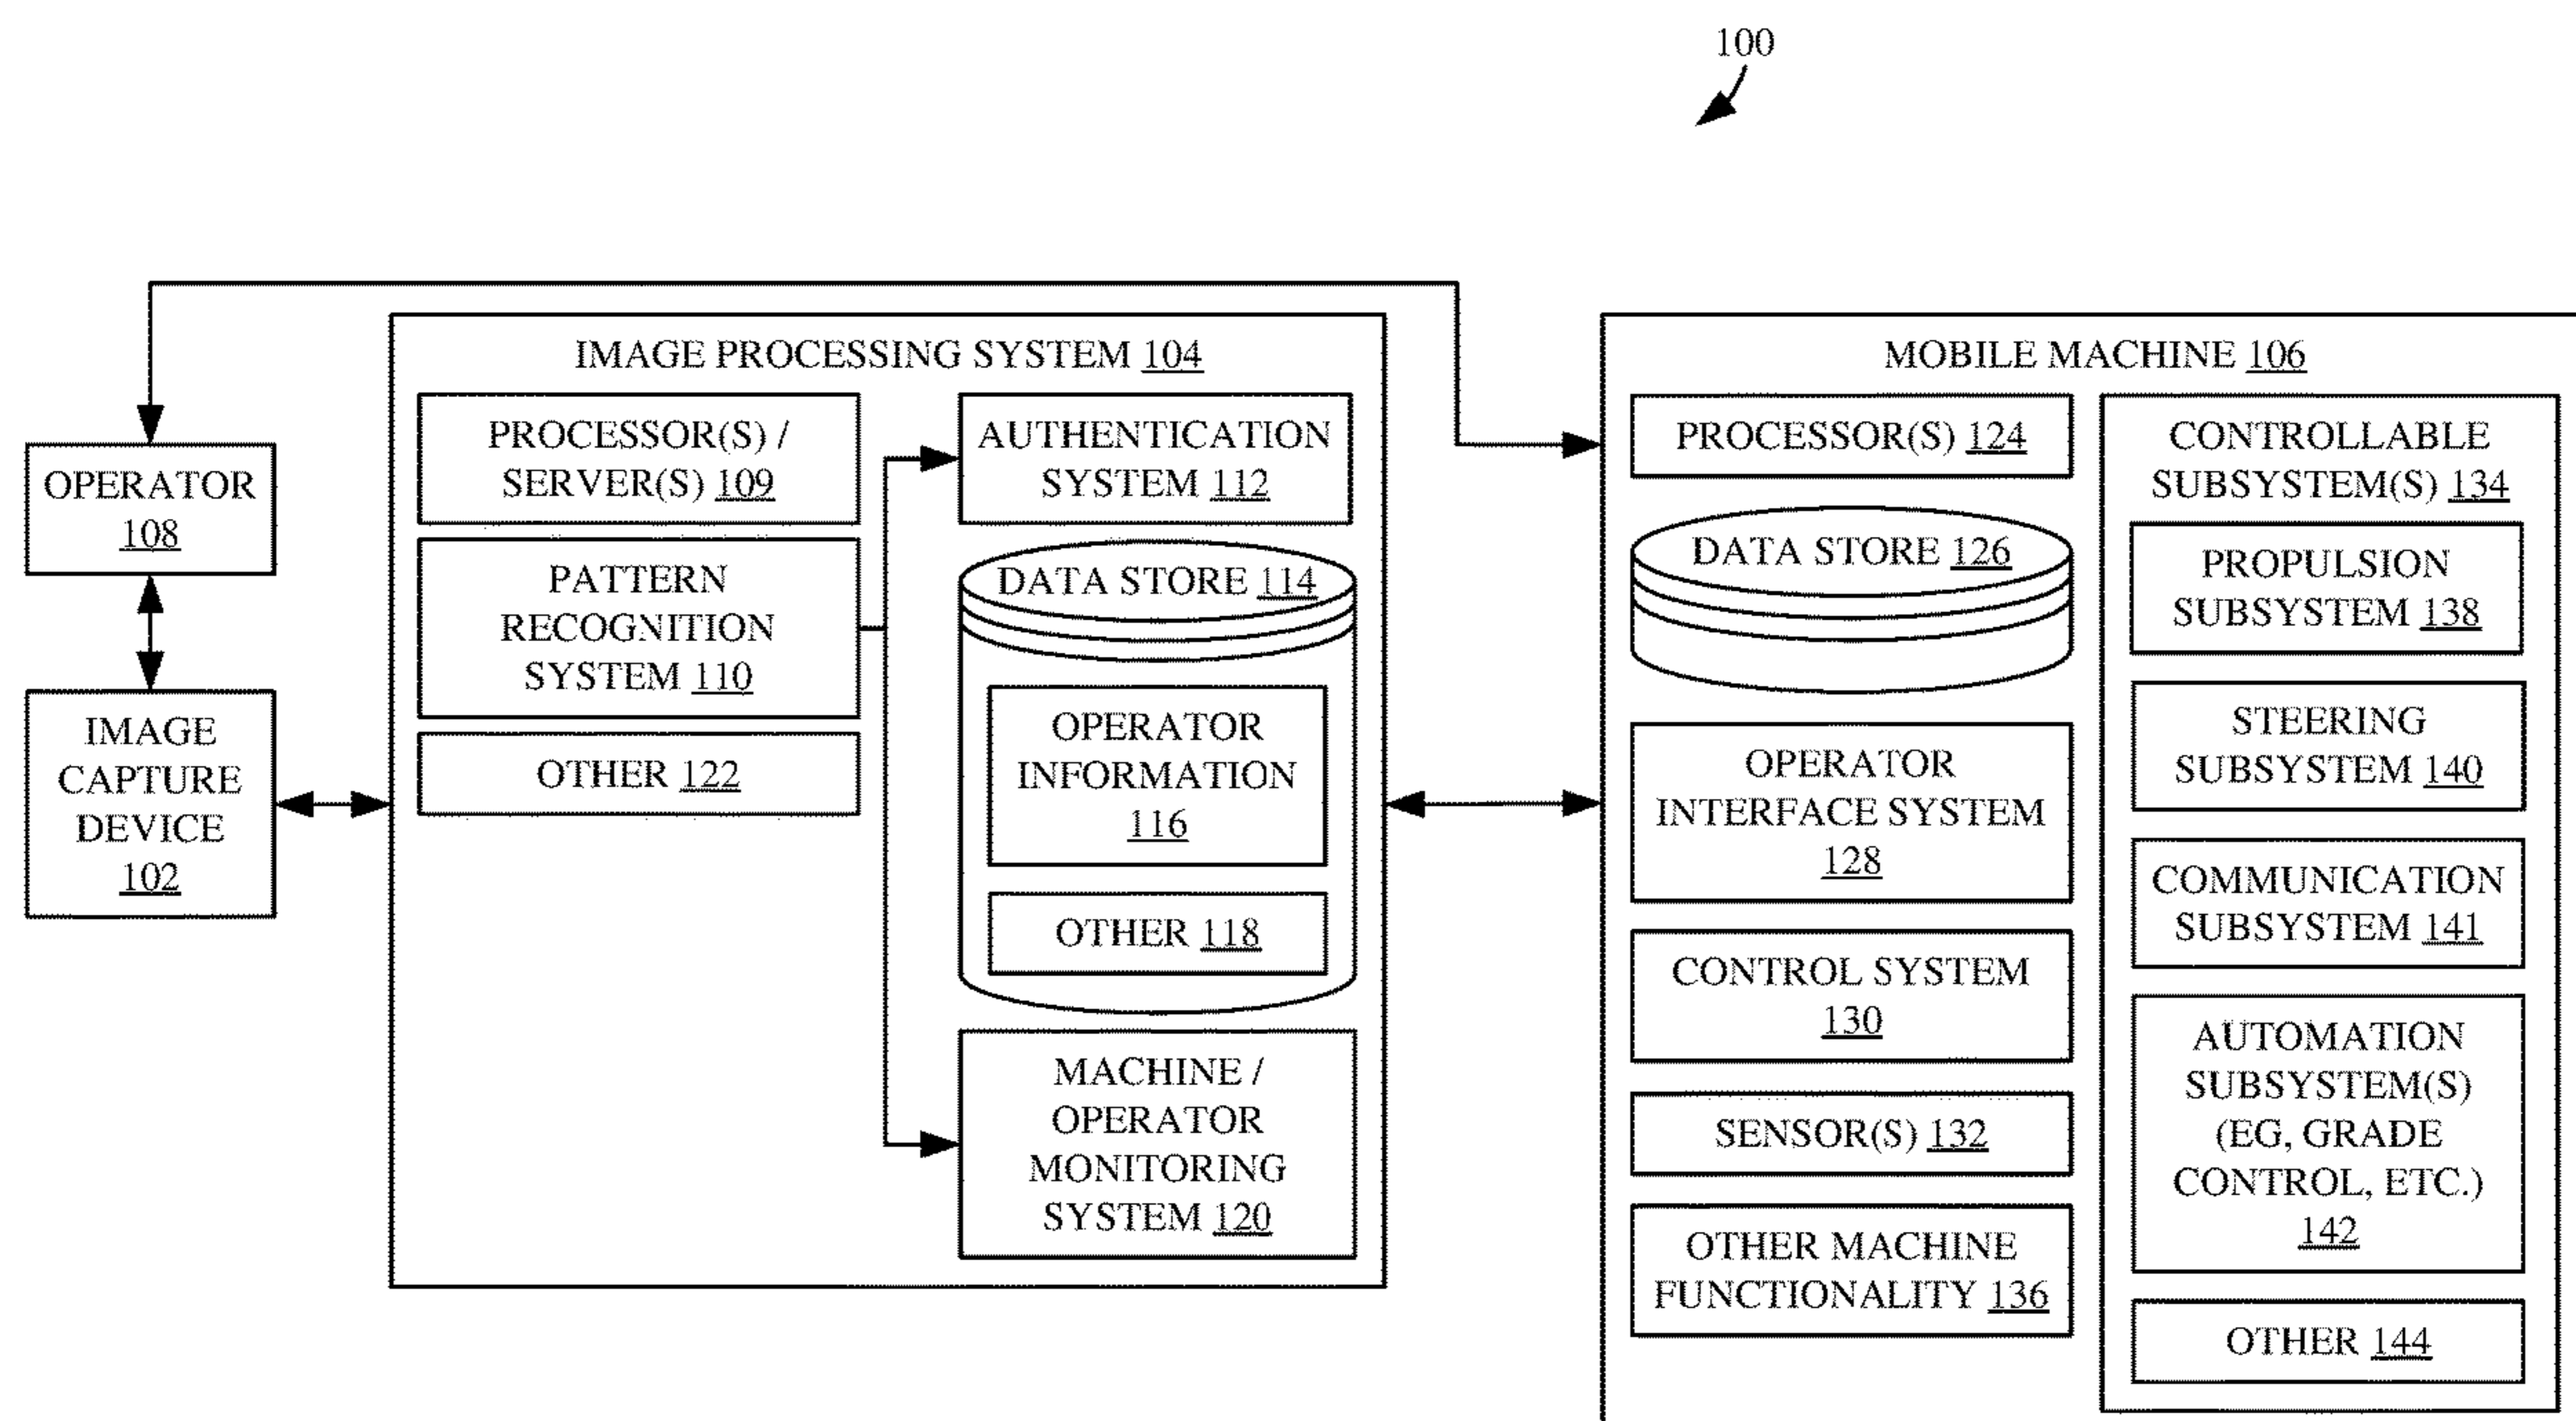 100
IMAGE PROCESSING SYSTEM 104
PROCESSOR(S) /
SERVER(S) 109
PATTERN
RECOGNITION
SYSTEM 110
OTHER 122
AUTHENTICATION
SYSTEM 112
DATA STORE 114
OPERATOR
INFORMATION
116
OTHER 118
MACHINE /
OPERATOR
MONITORING
SYSTEM 120
OPERATOR
108
IMAGE
CAPTURE
DEVICE
102
MOBILE MACHINE 106
PROCESSOR(S) 124
DATA STORE 126
OPERATOR
INTERFACE SYSTEM
128
CONTROL SYSTEM
130
SENSOR(S) 132
OTHER MACHINE
FUNCTIONALITY 136
CONTROLLABLE
SUBSYSTEM(S) 134
PROPULSION
SUBSYSTEM 138
STEERING
SUBSYSTEM 140
COMMUNICATION
SUBSYSTEM 141
AUTOMATION
SUBSYSTEM(S)
(EG, GRADE
CONTROL, ETC.)
142
OTHER 144